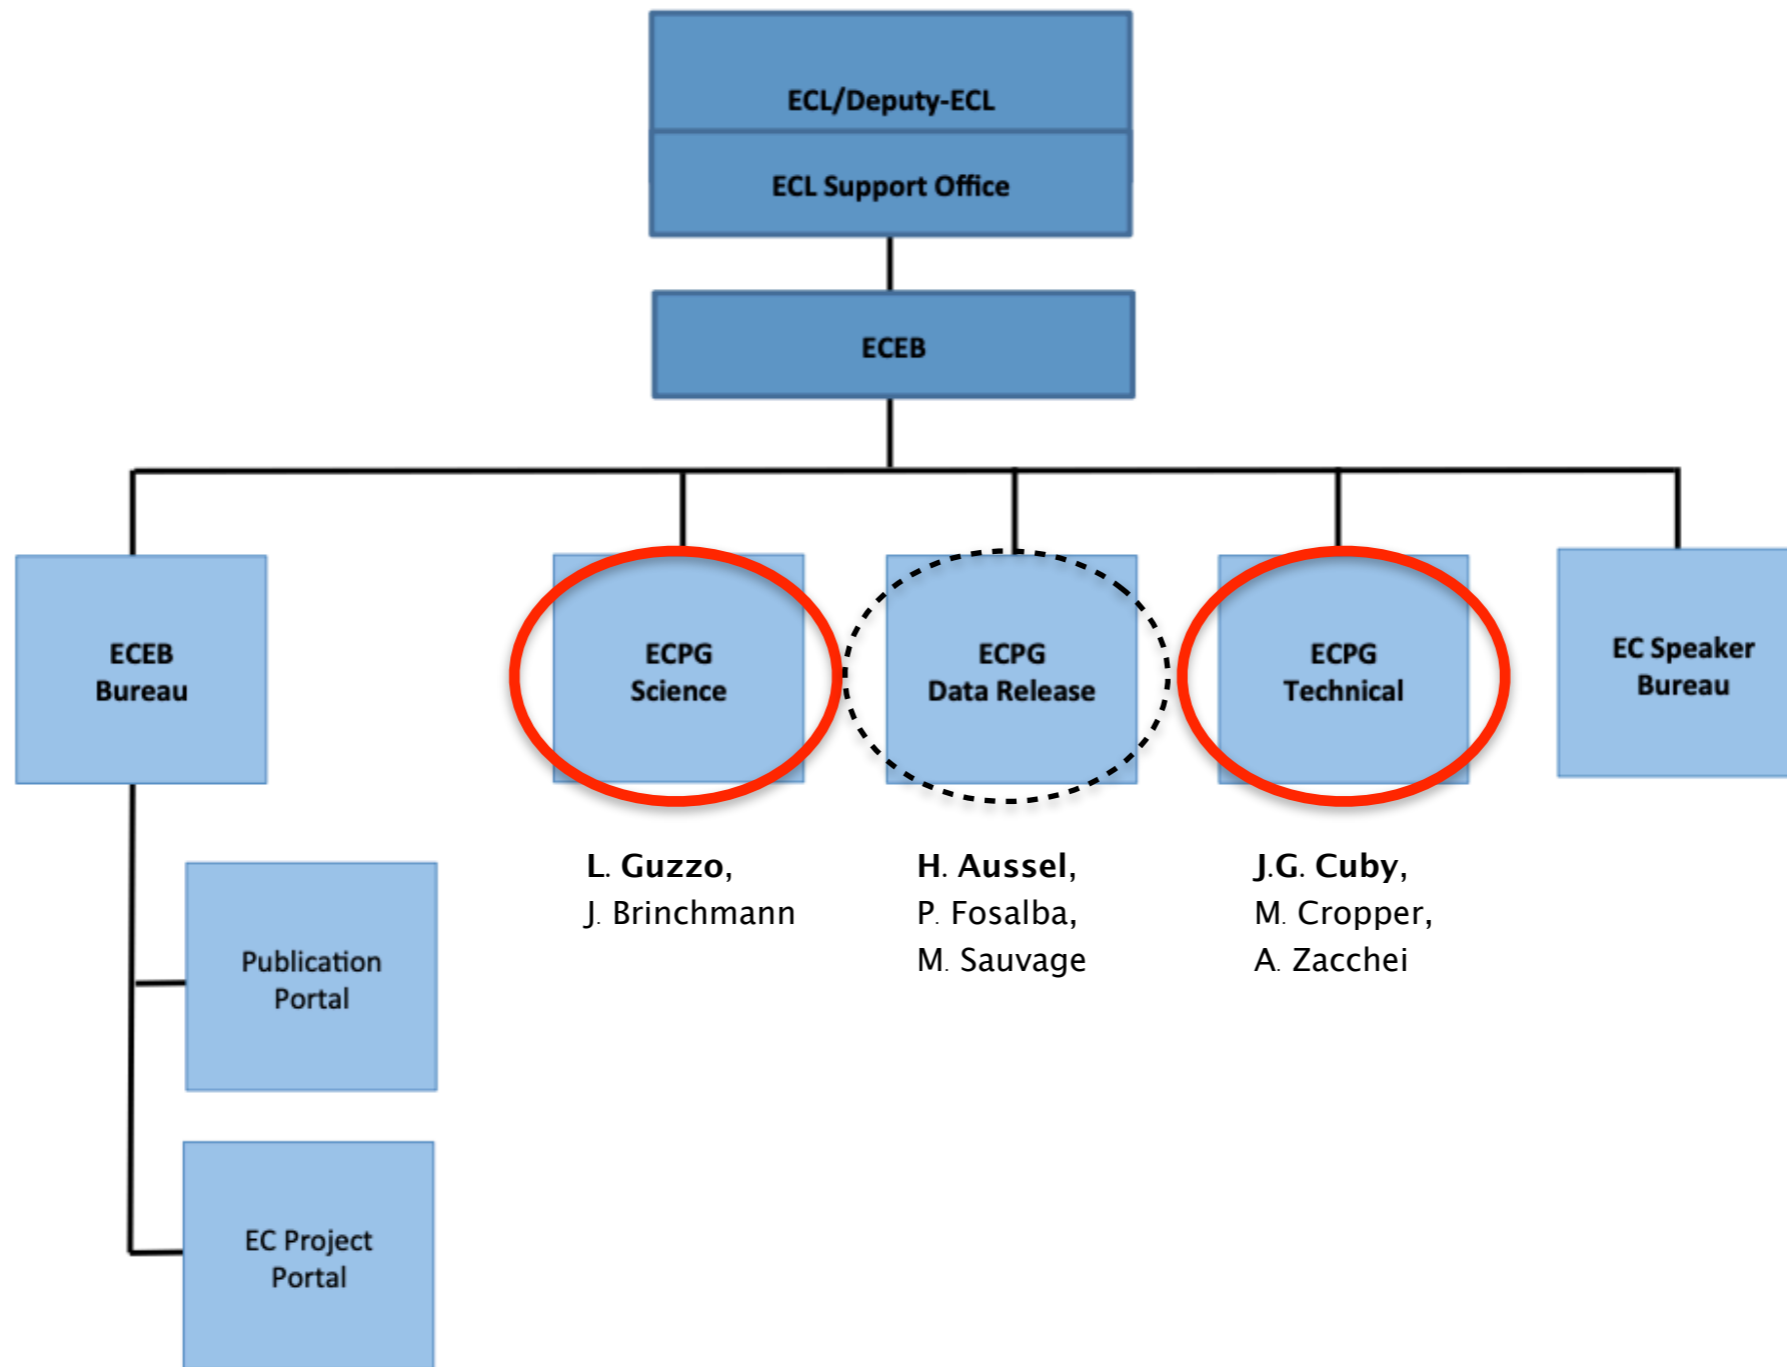 ECL/Deputy-ECL
ECL Support Office
ECEB
ECEB
Bureau
ECPG
Science
ECPG
Data Release
ECPG
Technical
EC Speaker
Bureau
L. Guzzo,
J. Brinchmann
H. Aussel,
P. Fosalba,
M. Sauvage
J.G. Cuby,
M. Cropper,
A. Zacchei
Publication
Portal
EC Project
Portal